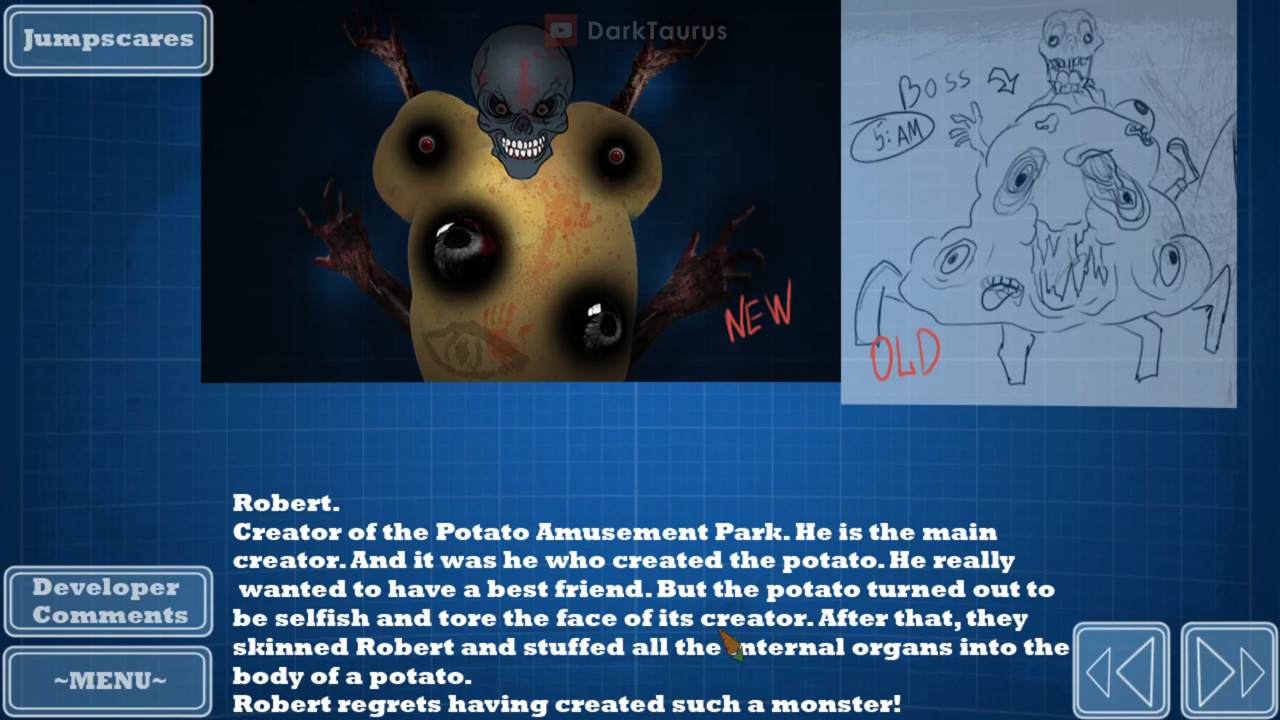 Jumpscares
DarkTaurus
BOSS
5:AM
NEW
OLD
Robert.
Creator of the Potato Amusement Park. He is the main
creator. And it was he who created the potato. He really
wanted to have a best friend. But the potato turned out to
be selfish and tore the face of its creator. After that, they
skinned Robert and stuffed all the internal organs into the
body of a potato.
Robert regrets having created such a monster!
Developer
Comments
~MENU~